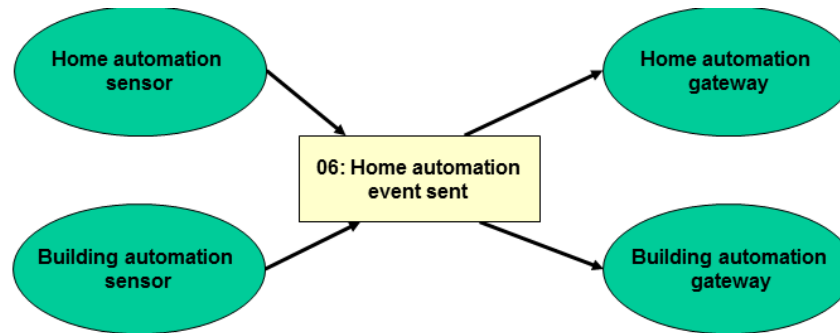 Home automation
sensor
Home automation
gateway
06: Home automation
event sent
Building automation
sensor
Building automation
gateway